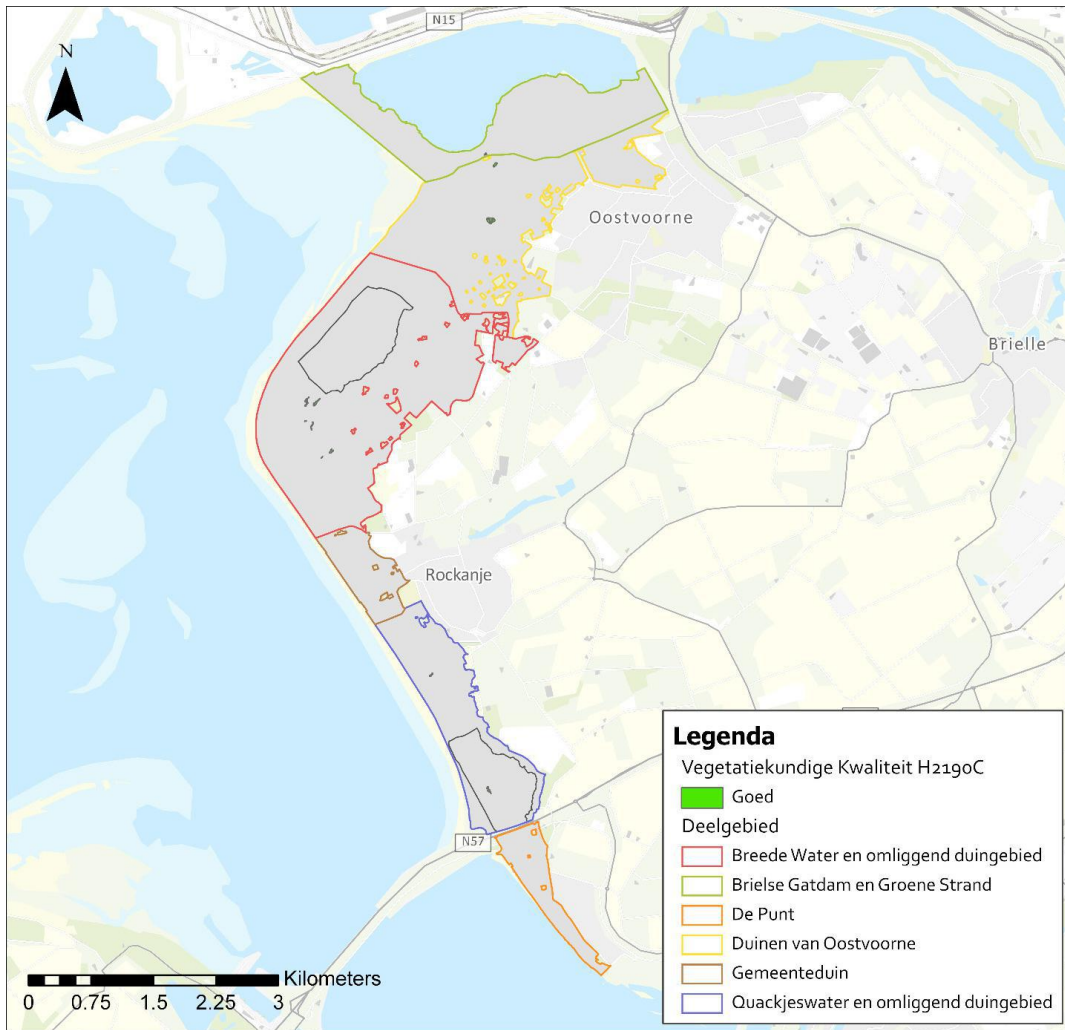 N15
N
Oostvoorne
Brielle
Rockanje
N57
Kilometers
0 0.75 1.5 2.25 3
Legenda
Vegetatiekundige Kwaliteit H2190C
Goed
Deelgebied
Breede Water en omliggend duingebied
Brielse Gatdam en Groene Strand
De Punt
Duinen van Oostvoorne
Gemeenteduin
Quackjeswater en omliggend duingebied